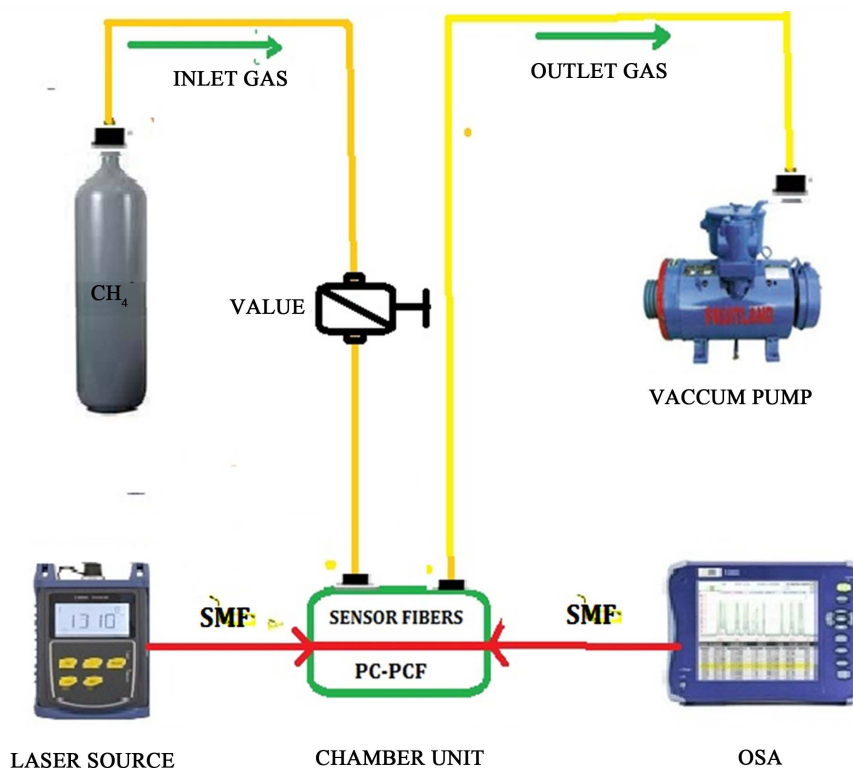 INLET GAS
OUTLET GAS
CH4
VALUE
VACCUM PUMP
1310
SMF
SMF
SENSOR FIBERS
PC-PCF
LASER SOURCE
CHAMBER UNIT
OSA